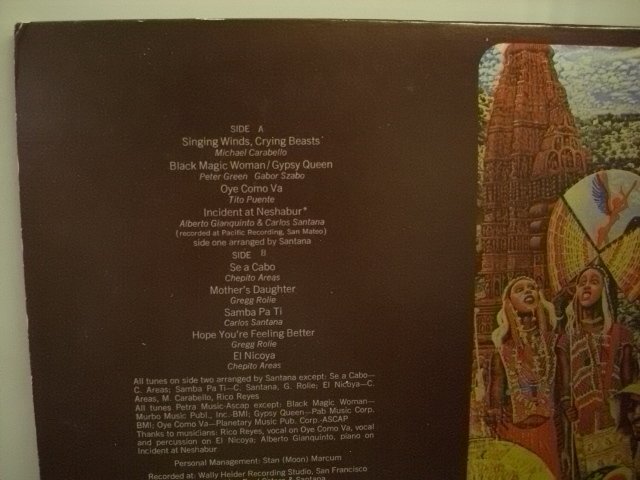 SIDE A
Singing Winds, Crying Beasts
Michael Carabello
Black Magic Woman/Gypsy Queen
Peter Green Gabor Szabo
Oye Como Va
Tito Puente
Incident at Neshabur*
Alberto Gianquinto & Carlos Santana
(recorded at Pacific Recording, San Mateo)
side one arranged by Santana
SIDE B
Se a Cabo
Chepito Areas
Mother's Daughter
Gregg Rolie
Samba Pa Ti
Carlos Santana
Hope You're Feeling Better
Gregg Rolie
El Nicoya
Chepito Areas
All tunes on side two arranged by Santana except: Se a Cabo—
C. Areas; Samba Pa Ti—C. Santana, G. Rolie; El Nicoya—C.
Areas, M. Carabello, Rico Reyes
All tunes Petra Music-Ascap except: Black Magic Woman—
Murbo Music Publ., Inc. BMI; Gypsy Queen—Pab Music Corp.
BMI; Oye Como Va—Planetary Music Pub. Corp.-ASCAP
Thanks to musicians: Rico Reyes, vocal on Oye Como Va, vocal
and percussion on El Nicoya; Alberto Gianquinto, piano on
Incident at Neshabur
Personal Management: Stan (Moon) Marcum
Recorded at: Wally Heider Recording Studio, San Francisco
& Santana